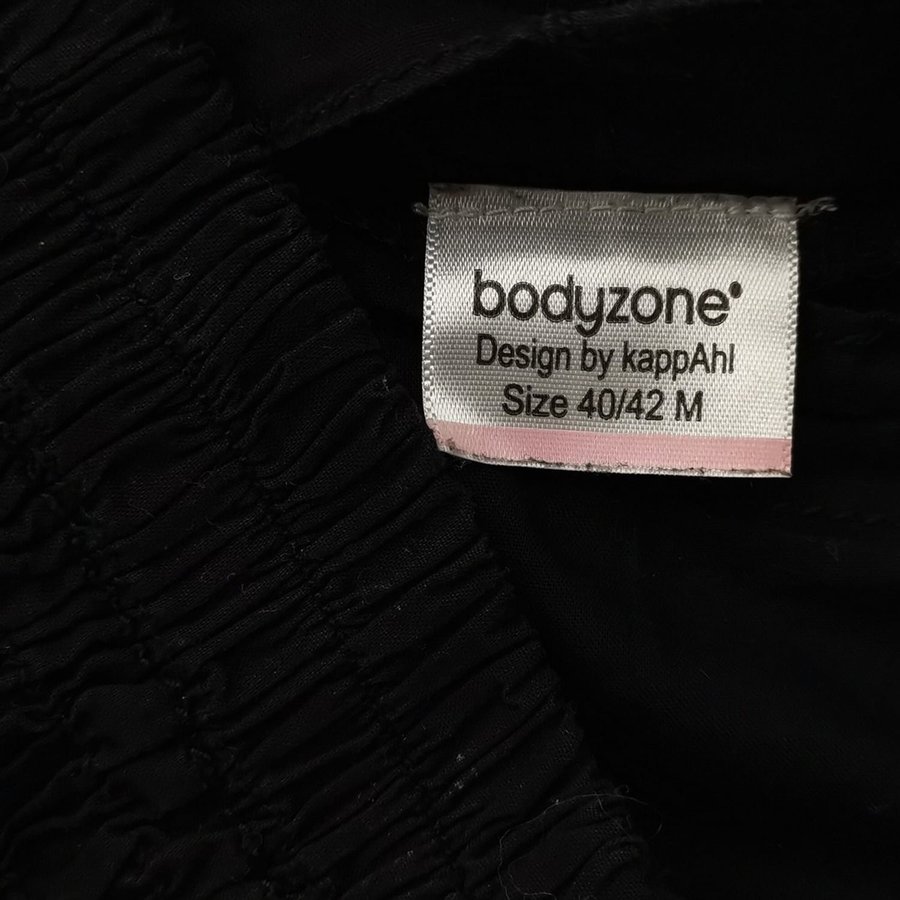 bodyzone
Design by kappAhl
Size 40/42 M